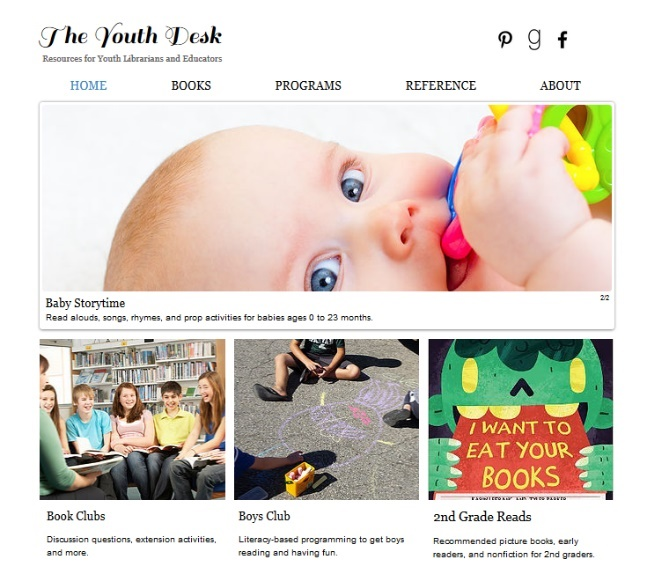 The Youth Desk
Resources for Youth Librarians and Educators
HOME
BOOKS
PROGRAMS
REFERENCE
ABOUT
2/2
Baby Storytime
Read alouds, songs, rhymes, and prop activities for babies ages 0 to 23 months.
I WANT TO
EAT YOUR
BOOKS
Book Clubs
Discussion questions, extension activities,
and more.
Boys Club
Literacy-based programming to get boys
reading and having fun.
2nd Grade Reads
Recommended picture books, early
readers, and nonfiction for 2nd graders.